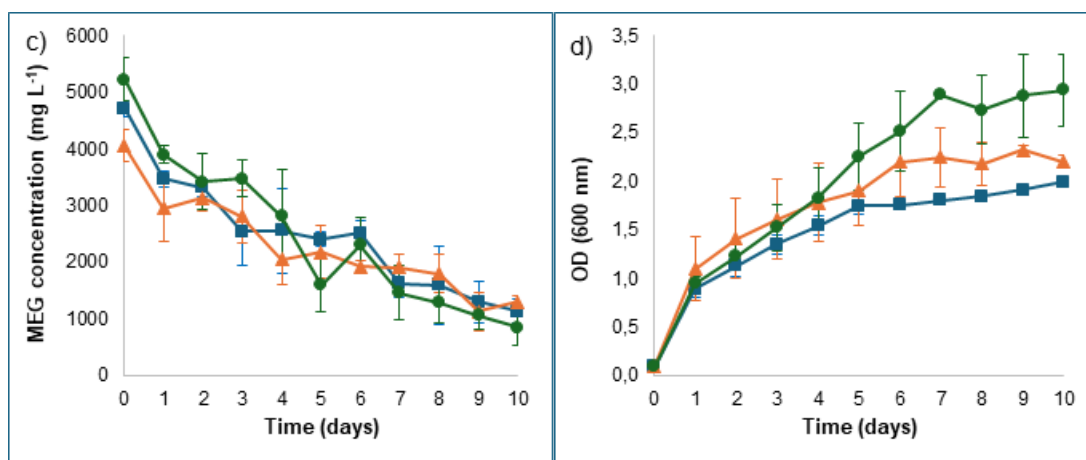 c)
MEG concentration (mg L⁻¹)
6000
5000
4000
3000
2000
1000
0
0 1 2 3 4 5 6 7 8 9 10
Time (days)
d)
OD (600 nm)
3,5
3,0
2,5
2,0
1,5
1,0
0,5
0,0
0 1 2 3 4 5 6 7 8 9 10
Time (days)